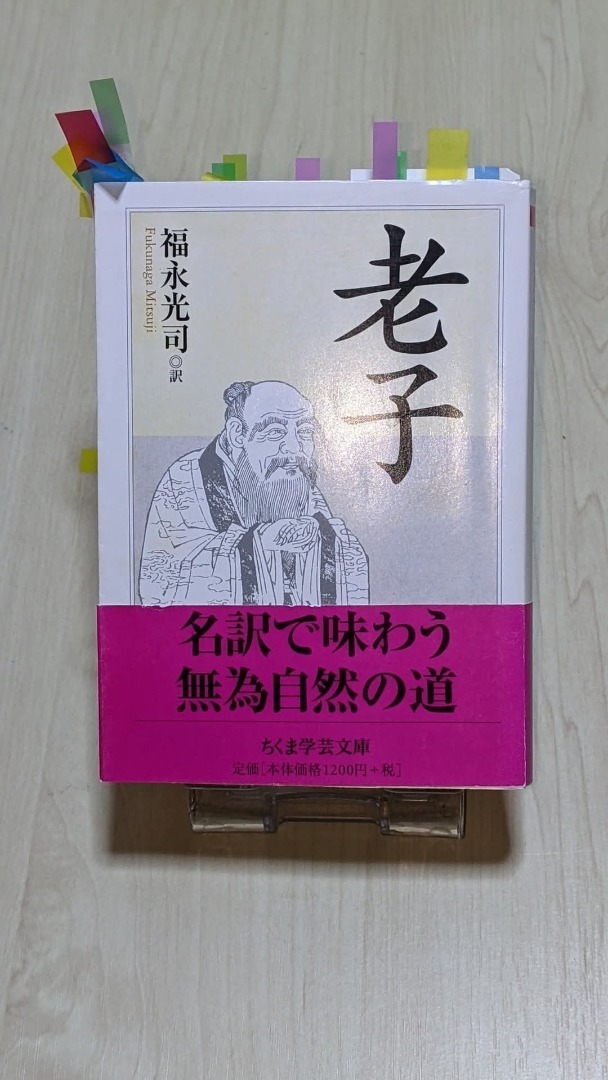 老子
福永光司◎訳
Fukunaga Mitsuji
名訳で味わう
無為自然の道
ちくま学芸文庫
定価[本体価格1200円+税]